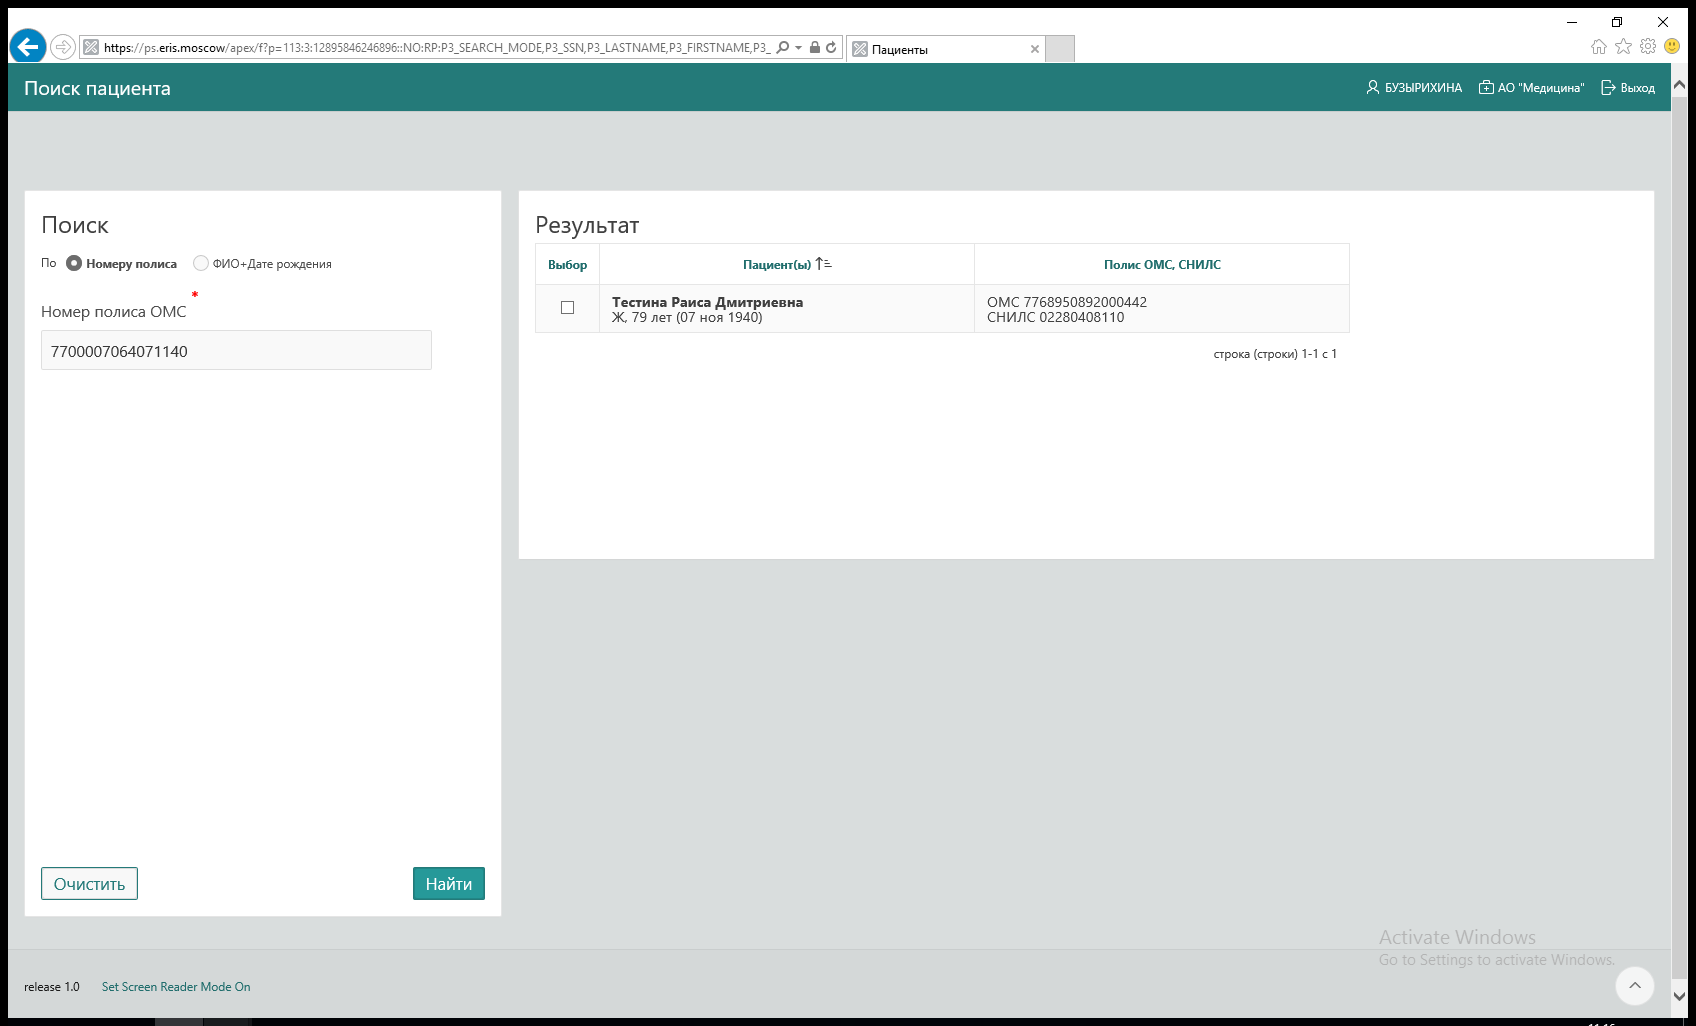 https://ps.eris.moscow/apex/f?p=113:3:12895846246896::NO:RP:P3_SEARCH_MODE,P3_SSN,P3_LASTNAME,P3_FIRSTNAME,P3_
Пациенты
Поиск пациента
БУЗЫРИХИНА
АО "Медицина"
Выход
Поиск
По Номеру полиса ФИО+Дате рождения
Номер полиса ОМС *
7700007064071140
Очистить
Найти
Результат
Выбор Пациент(ы) Полис ОМС, СНИЛС
Тестина Раиса Дмитриевна
Ж, 79 лет (07 ноя 1940)
ОМС 7768950892000442
СНИЛС 02280408110
строка (строки) 1-1 с 1
Activate Windows
Go to Settings to activate Windows.
release 1.0 Set Screen Reader Mode On